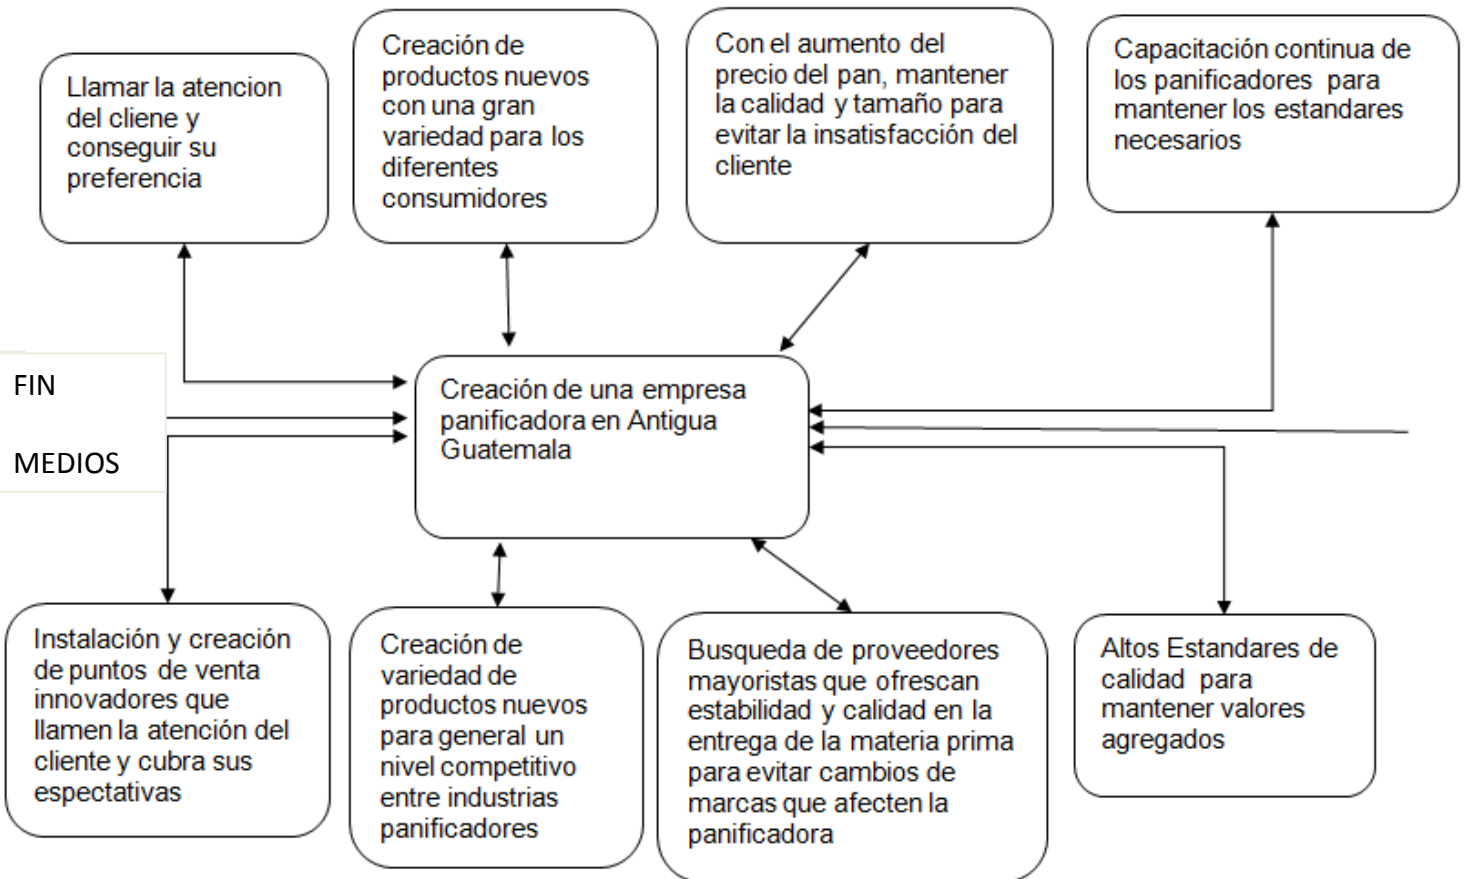 Llamar la atencion
del cliene y
conseguir su
preferencia
Creación de
productos nuevos
con una gran
variedad para los
diferentes
consumidores
Con el aumento del
precio del pan, mantener
la calidad y tamaño para
evitar la insatisfacción del
cliente
Capacitación continua de
los panificadores para
mantener los estandares
necesarios
FIN
MEDIOS
Creación de una empresa
panificadora en Antigua
Guatemala
Instalación y creación
de puntos de venta
innovadores que
llamen la atención del
cliente y cubra sus
espectativas
Creación de
variedad de
productos nuevos
para general un
nivel competitivo
entre industrias
panificadores
Busqueda de proveedores
mayoristas que ofrescan
estabilidad y calidad en la
entrega de la materia prima
para evitar cambios de
marcas que afecten la
panificadora
Altos Estandares de
calidad para
mantener valores
agregados